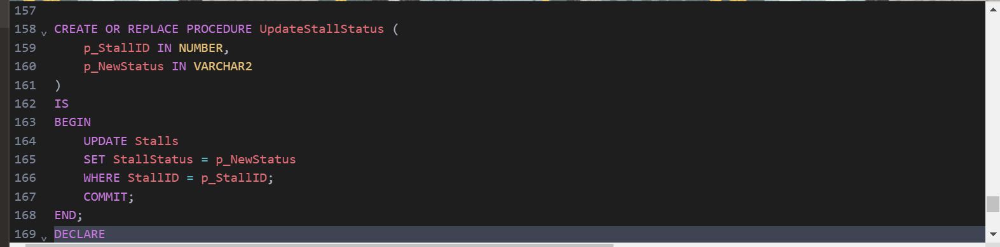 157
158 CREATE OR REPLACE PROCEDURE UpdateStallStatus (
159 p_StallID IN NUMBER,
160 p_NewStatus IN VARCHAR2
161 )
162 IS
163 BEGIN
164 UPDATE Stalls
165 SET StallStatus = p_NewStatus
166 WHERE StallID = p_StallID;
167 COMMIT;
168 END;
169 DECLARE